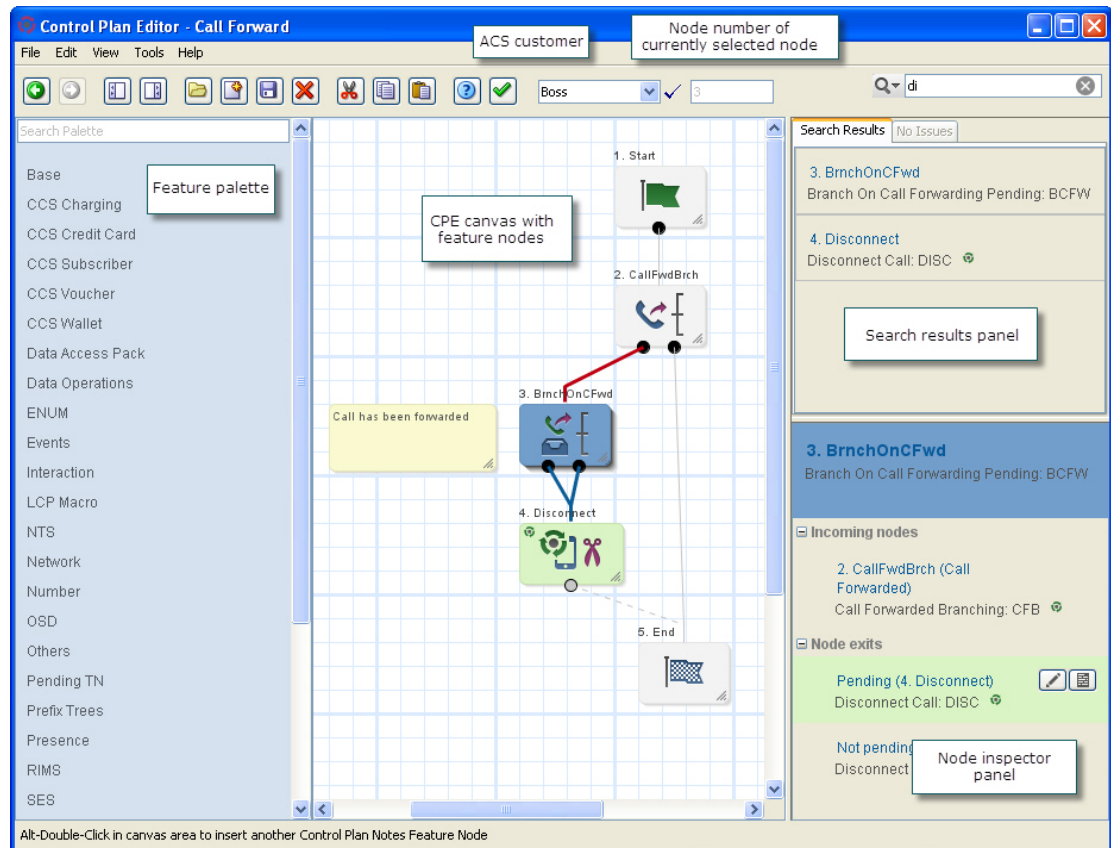 Control Plan Editor - Call Forward
File Edit View Tools Help
ACS customer
Node number of
currently selected node
Boss
3
di
Search Palette
Base
CCS Charging
CCS Credit Card
CCS Subscriber
CCS Voucher
CCS Wallet
Data Access Pack
Data Operations
ENUM
Events
Interaction
LCP Macro
NTS
Network
Number
OSD
Others
Pending TN
Prefix Trees
Presence
RIMS
SES
Feature palette
CPE canvas with
feature nodes
1. Start
2. CallFwdBrch
3. BrnchOnCFwd
Call has been forwarded
4. Disconnect
5. End
Search Results No Issues
3. BrnchOnCFwd
Branch On Call Forwarding Pending: BCFW
4. Disconnect
Disconnect Call: DISC
Search results panel
3. BrnchOnCFwd
Branch On Call Forwarding Pending: BCFW
Incoming nodes
2. CallFwdBrch (Call
Forwarded)
Call Forwarded Branching: CFB
Node exits
Pending (4. Disconnect)
Disconnect Call: DISC
Not pending
Disconnect
Node inspector
panel
Alt-Double-Click in canvas area to insert another Control Plan Notes Feature Node